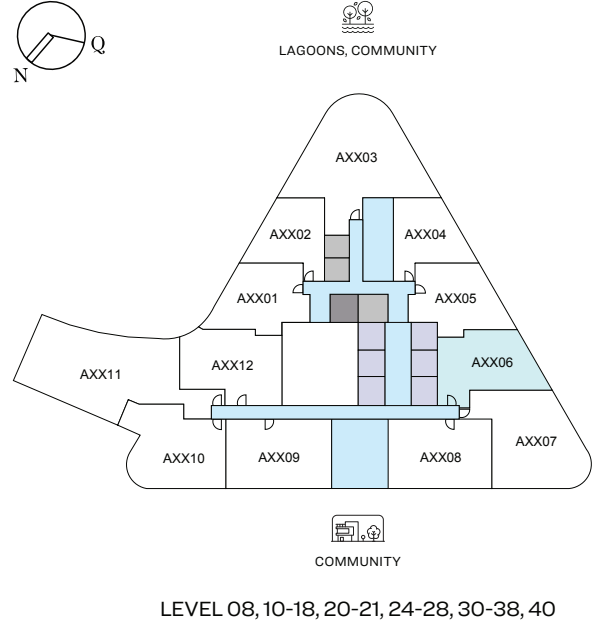 Q
N
LAGOONS, COMMUNITY
AXX03
AXX02
AXX04
AXX01
AXX05
AXX06
AXX12
AXX11
AXX07
AXX10
AXX09
AXX08
COMMUNITY
LEVEL 08, 10-18, 20-21, 24-28, 30-38, 40